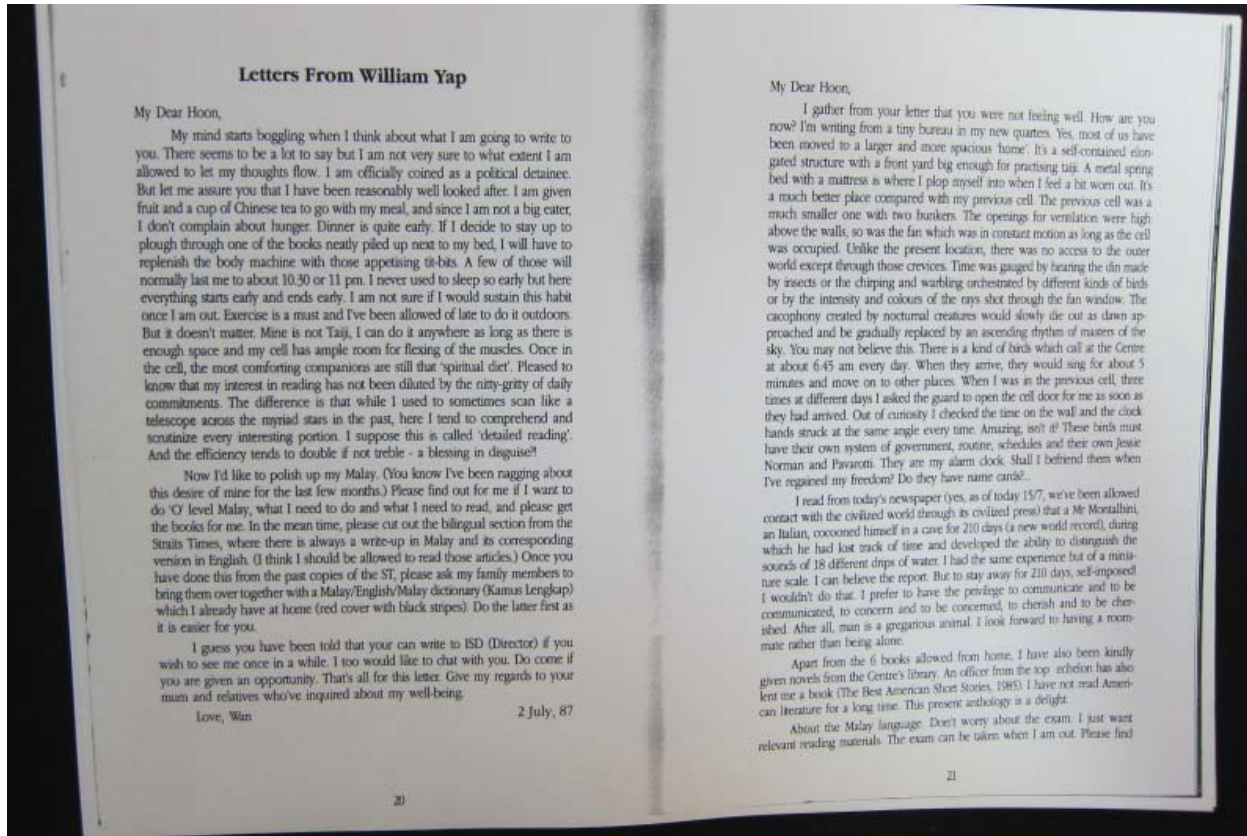 Letters From William Yap
My Dear Hoon,
My mind starts boggling when I think about what I am going to write to
you. There seems to be a lot to say but I am not very sure to what extent I am
allowed to let my thoughts flow. I am officially coined as a political detainee.
But let me assure you that I have been reasonably well looked after. I am given
fruit and a cup of Chinese tea to go with my meal, and since I am not a big eater,
I don't complain about hunger. Dinner is quite early. If I decide to stay up to
plough through one of the books neatly piled up next to my bed, I will have to
replenish the body machine with those appetising tit-bits. A few of those will
normally last me to about 10.30 or 11 pm. I never used to sleep so early but here
everything starts early and ends early. I am not sure if I would sustain this habit
once I am out. Exercise is a must and I've been allowed of late to do it outdoors.
But it doesn't matter. Mine is not Taiji, I can do it anywhere as long as there is
enough space and my cell has ample room for flexing of the muscles. Once in
the cell, the most comforting companions are still that 'spiritual diet'. Pleased to
know that my interest in reading has not been diluted by the nitty-gritty of daily
commitments. The difference is that while I used to sometimes scan like a
telescope across the myriad stars in the past, here I tend to comprehend and
scrutinize every interesting portion. I suppose this is called 'detailed reading'.
And the efficiency tends to double if not treble - a blessing in disguise?!
Now I'd like to polish up my Malay. (You know I've been nagging about
this desire of mine for the last few months.) Please find out for me if I want to
do 'O' level Malay, what I need to do and what I need to read, and please get
the books for me. In the mean time, please cut out the bilingual section from the
Straits Times, where there is always a write-up in Malay and its corresponding
version in English. (I think I should be allowed to read those articles.) Once you
have done this from the past copies of the ST, please ask my family members to
bring them over together with a Malay/English/Malay dictionary (Kamus Lengkap)
which I already have at home (red cover with black stripes). Do the latter first as
it is easier for you.
I guess you have been told that your can write to ISD (Director) if you
wish to see me once in a while. I too would like to chat with you. Do come if
you are given an opportunity. That's all for this letter. Give my regards to your
mum and relatives who've inquired about my well-being.
Love, Wan 2 July, 87
20
My Dear Hoon,
I gather from your letter that you were not feeling well. How are you
now? I'm writing from a tiny bureau in my new quarters. Yes, most of us have
been moved to a larger and more spacious 'home'. It's a self-contained elon-
gated structure with a front yard big enough for practising taiji. A metal spring
bed with a mattress is where I plop myself into when I feel a bit worn out. It's
a much better place compared with my previous cell. The previous cell was a
much smaller one with two bunkers. The openings for ventilation were high
above the walls, so was the fan which was in constant motion as long as the cell
was occupied. Unlike the present location, there was no access to the outer
world except through those crevices. Time was gauged by hearing the din made
by insects or the chirping and warbling orchestrated by different kinds of birds
or by the intensity and colours of the rays shot through the fan window. The
cacophony created by nocturnal creatures would slowly die out as dawn ap-
proached and be gradually replaced by an ascending rhythm of masters of the
sky. You may not believe this. There is a kind of birds which call at the Centre
at about 6.45 am every day. When they arrive, they would sing for about 5
minutes and move on to other places. When I was in the previous cell, three
times at different days I asked the guard to open the cell door for me as soon as
they had arrived. Out of curiosity I checked the time on the wall and the clock
hands struck at the same angle every time. Amazing, isn't it? These birds must
have their own system of government, routine, schedules and their own Jessie
Norman and Pavarotti. They are my alarm clock. Shall I befriend them when
I've regained my freedom? Do they have name cards?...
I read from today's newspaper (yes, as of today 15/7, we've been allowed
contact with the civilized world through its civilized press) that a Mr Montalbini,
an Italian, cocooned himself in a cave for 210 days (a new world record), during
which he had lost track of time and developed the ability to distinguish the
sounds of 18 different drips of water. I had the same experience but of a minia-
ture scale. I can believe the report. But to stay away for 210 days, self-imposed!
I wouldn't do that. I prefer to have the privilege to communicate and to be
communicated, to concern and to be concerned, to cherish and to be cher-
ished. After all, man is a gregarious animal. I look forward to having a room-
mate rather than being alone.
Apart from the 6 books allowed from home, I have also been kindly
given novels from the Centre's library. An officer from the top echelon has also
lent me a book (The Best American Short Stories, 1985). I have not read Ameri-
can literature for a long time. This present anthology is a delight.
About the Malay language. Don't worry about the exam. I just want
relevant reading materials. The exam can be taken when I am out. Please find
21